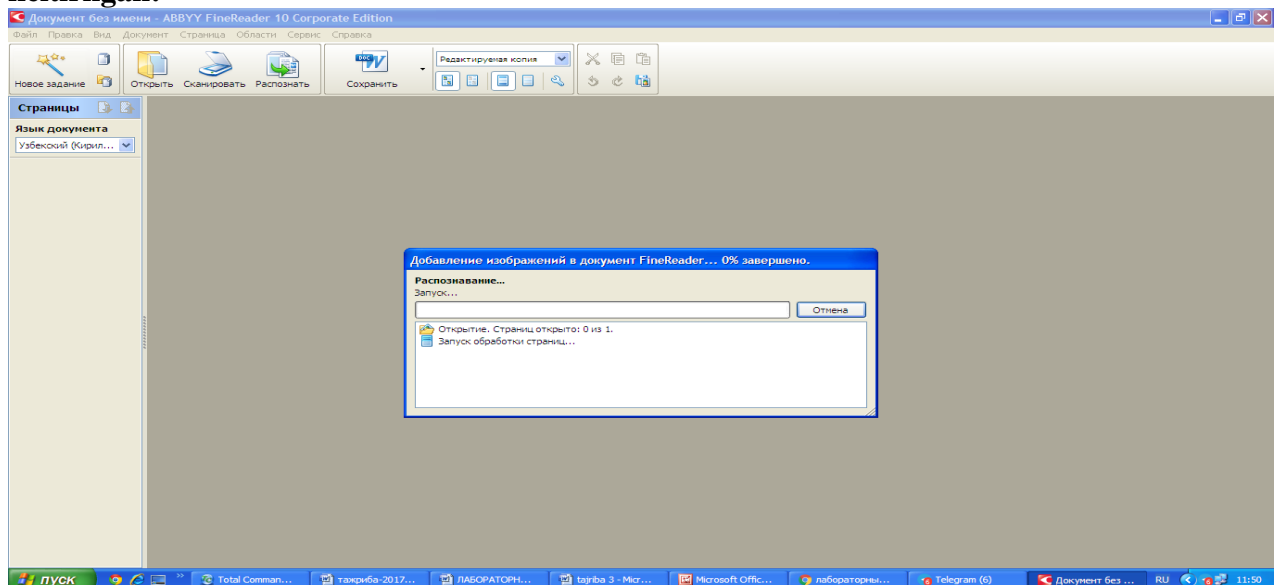 Документ без имени - ABBYY FineReader 10 Corporate Edition
Файл Правка Вид Документ Страница Области Сервис Справка
Редактируемая копия
Новое задание Открыть Сканировать Распознать Сохранить
Страницы
Язык документа
Узбекский (Кирил...
Добавление изображений в документ FineReader... 0% завершено.
Распознавание...
Запуск...
Отмена
Открытие. Страниц открыто: 0 из 1.
Запуск обработки страниц...
пуск Total Comman... тажриба-2017... ЛАБОРАТОРН... tajriba 3 - Micr... Microsoft Offic... лабораторны... Telegram (6) Документ без ... RU 11:50